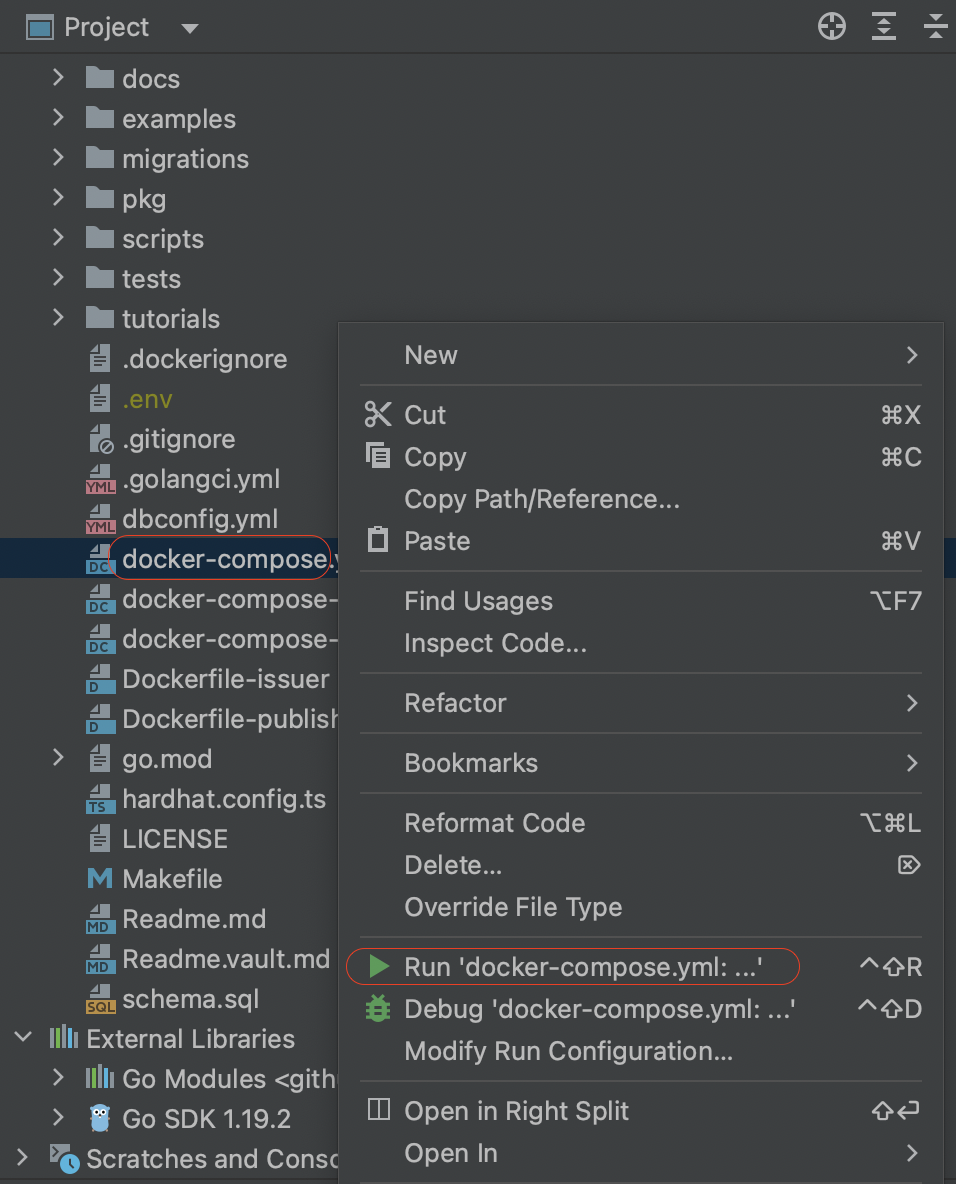 Project
docs
examples
migrations
pkg
scripts
tests
tutorials
.dockerignore
.env
.gitignore
YML .golangci.yml
YML dbconfig.yml
DC docker-compose.y
DC docker-compose-
DC docker-compose-
D Dockerfile-issuer
D Dockerfile-publish
go.mod
TS hardhat.config.ts
LICENSE
Makefile
MD Readme.md
MD Readme.vault.md
SQL schema.sql
External Libraries
Go Modules <gith
Go SDK 1.19.2
Scratches and Conso
New
Cut ⌘X
Copy ⌘C
Copy Path/Reference...
Paste ⌘V
Find Usages ⌥F7
Inspect Code...
Refactor
Bookmarks
Reformat Code ⌥⌘L
Delete... ⌦
Override File Type
Run 'docker-compose.yml: ...' ^⇧R
Debug 'docker-compose.yml: ...' ^⇧D
Modify Run Configuration...
Open in Right Split ⇧↩
Open In